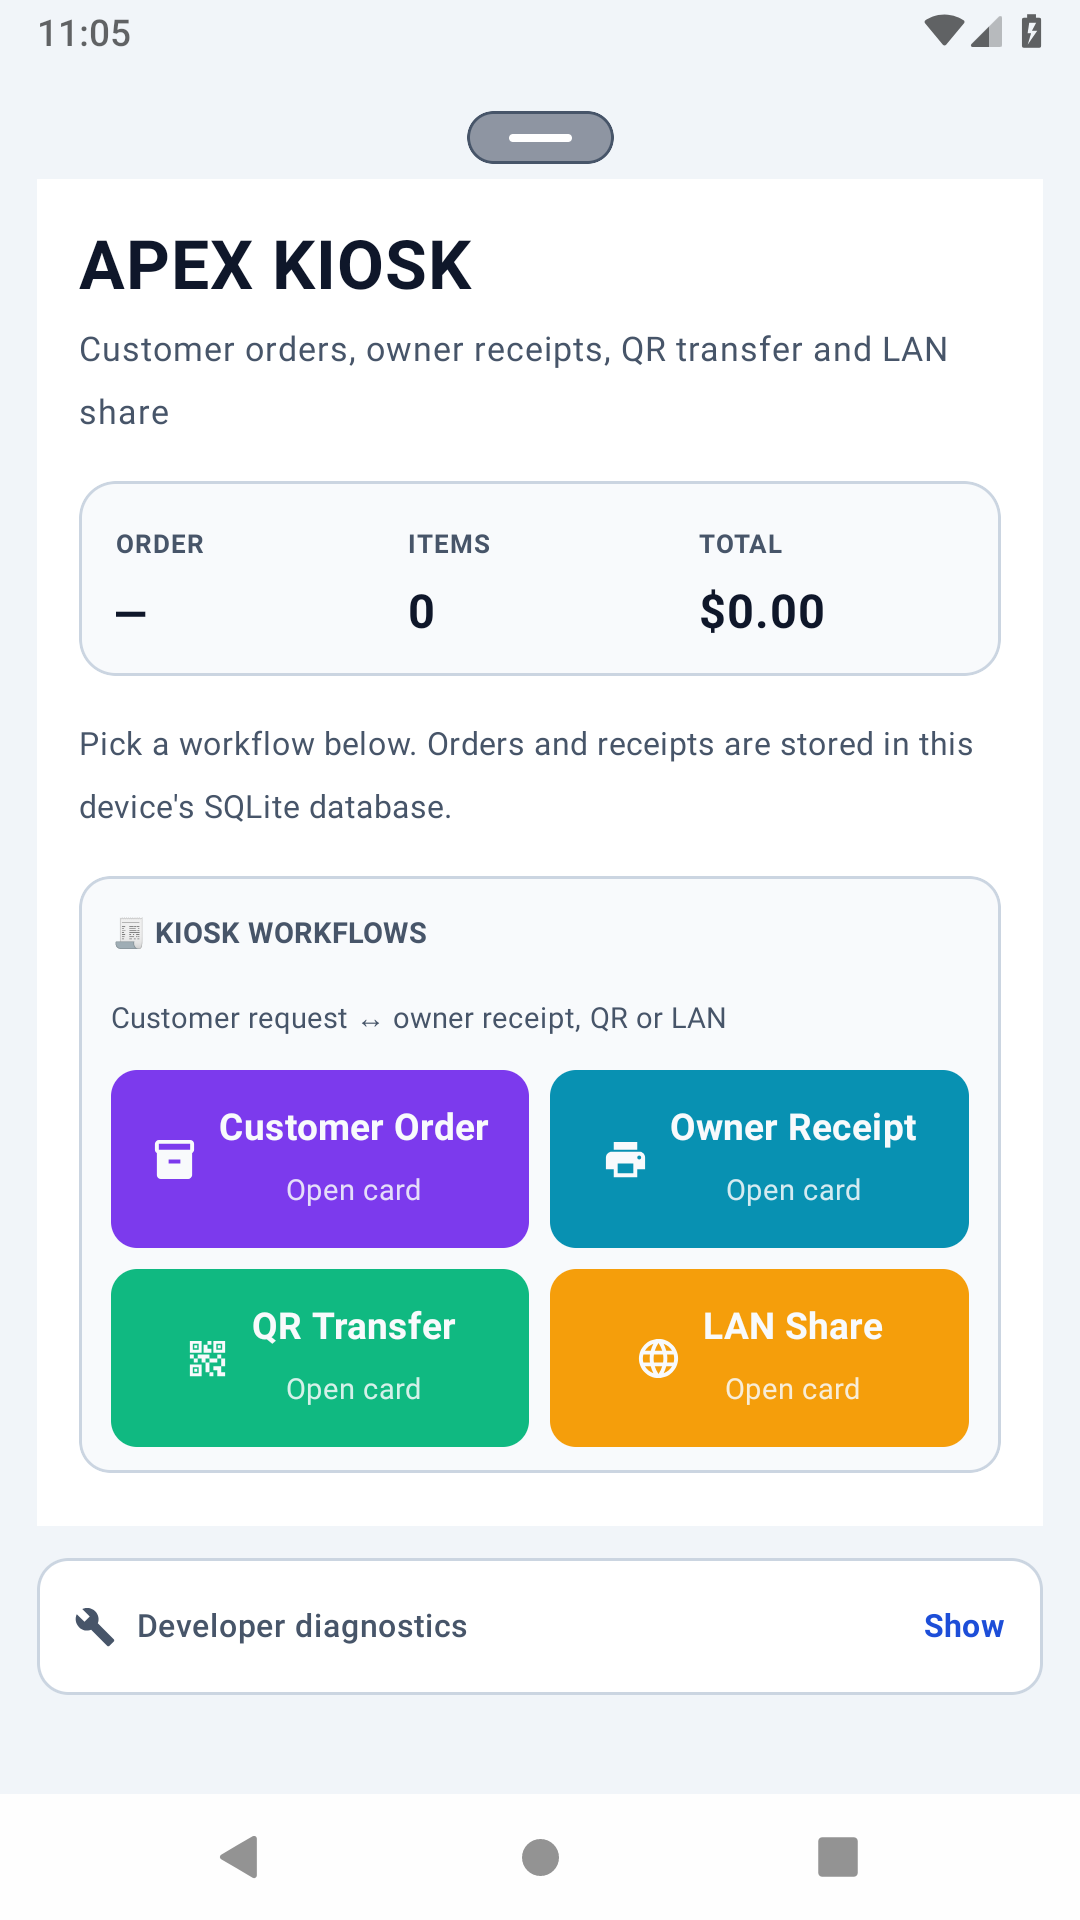 11:05
APEX KIOSK
Customer orders, owner receipts, QR transfer and LAN
share
ORDER ITEMS TOTAL
— 0 $0.00
Pick a workflow below. Orders and receipts are stored in this
device's SQLite database.
🧾 KIOSK WORKFLOWS
Customer request ↔ owner receipt, QR or LAN
Customer Order Owner Receipt
Open card Open card
QR Transfer LAN Share
Open card Open card
Developer diagnostics Show